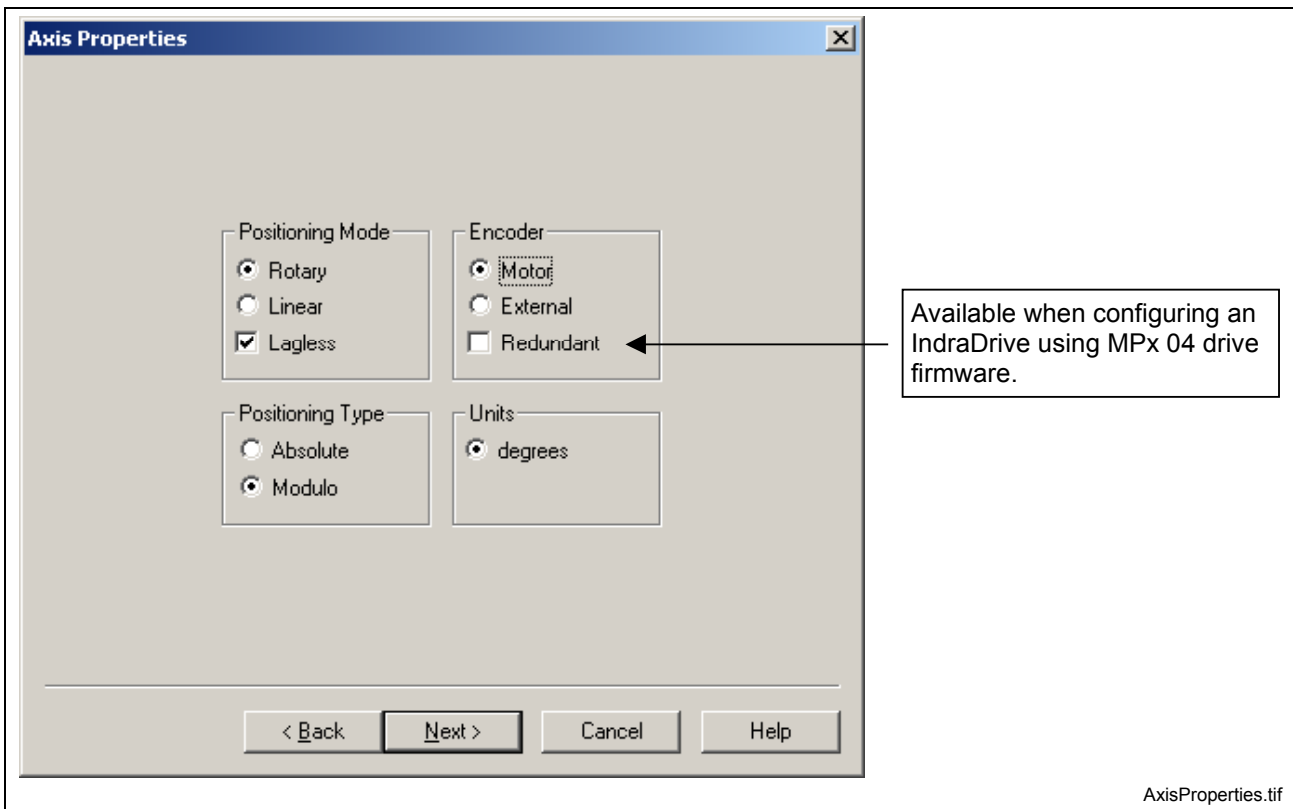 Axis Properties
Positioning Mode
Rotary
Linear
Lagless
Encoder
Motor
External
Redundant
Available when configuring an
IndraDrive using MPx 04 drive
firmware.
Positioning Type
Absolute
Modulo
Units
degrees
< Back
Next >
Cancel
Help
AxisProperties.tif